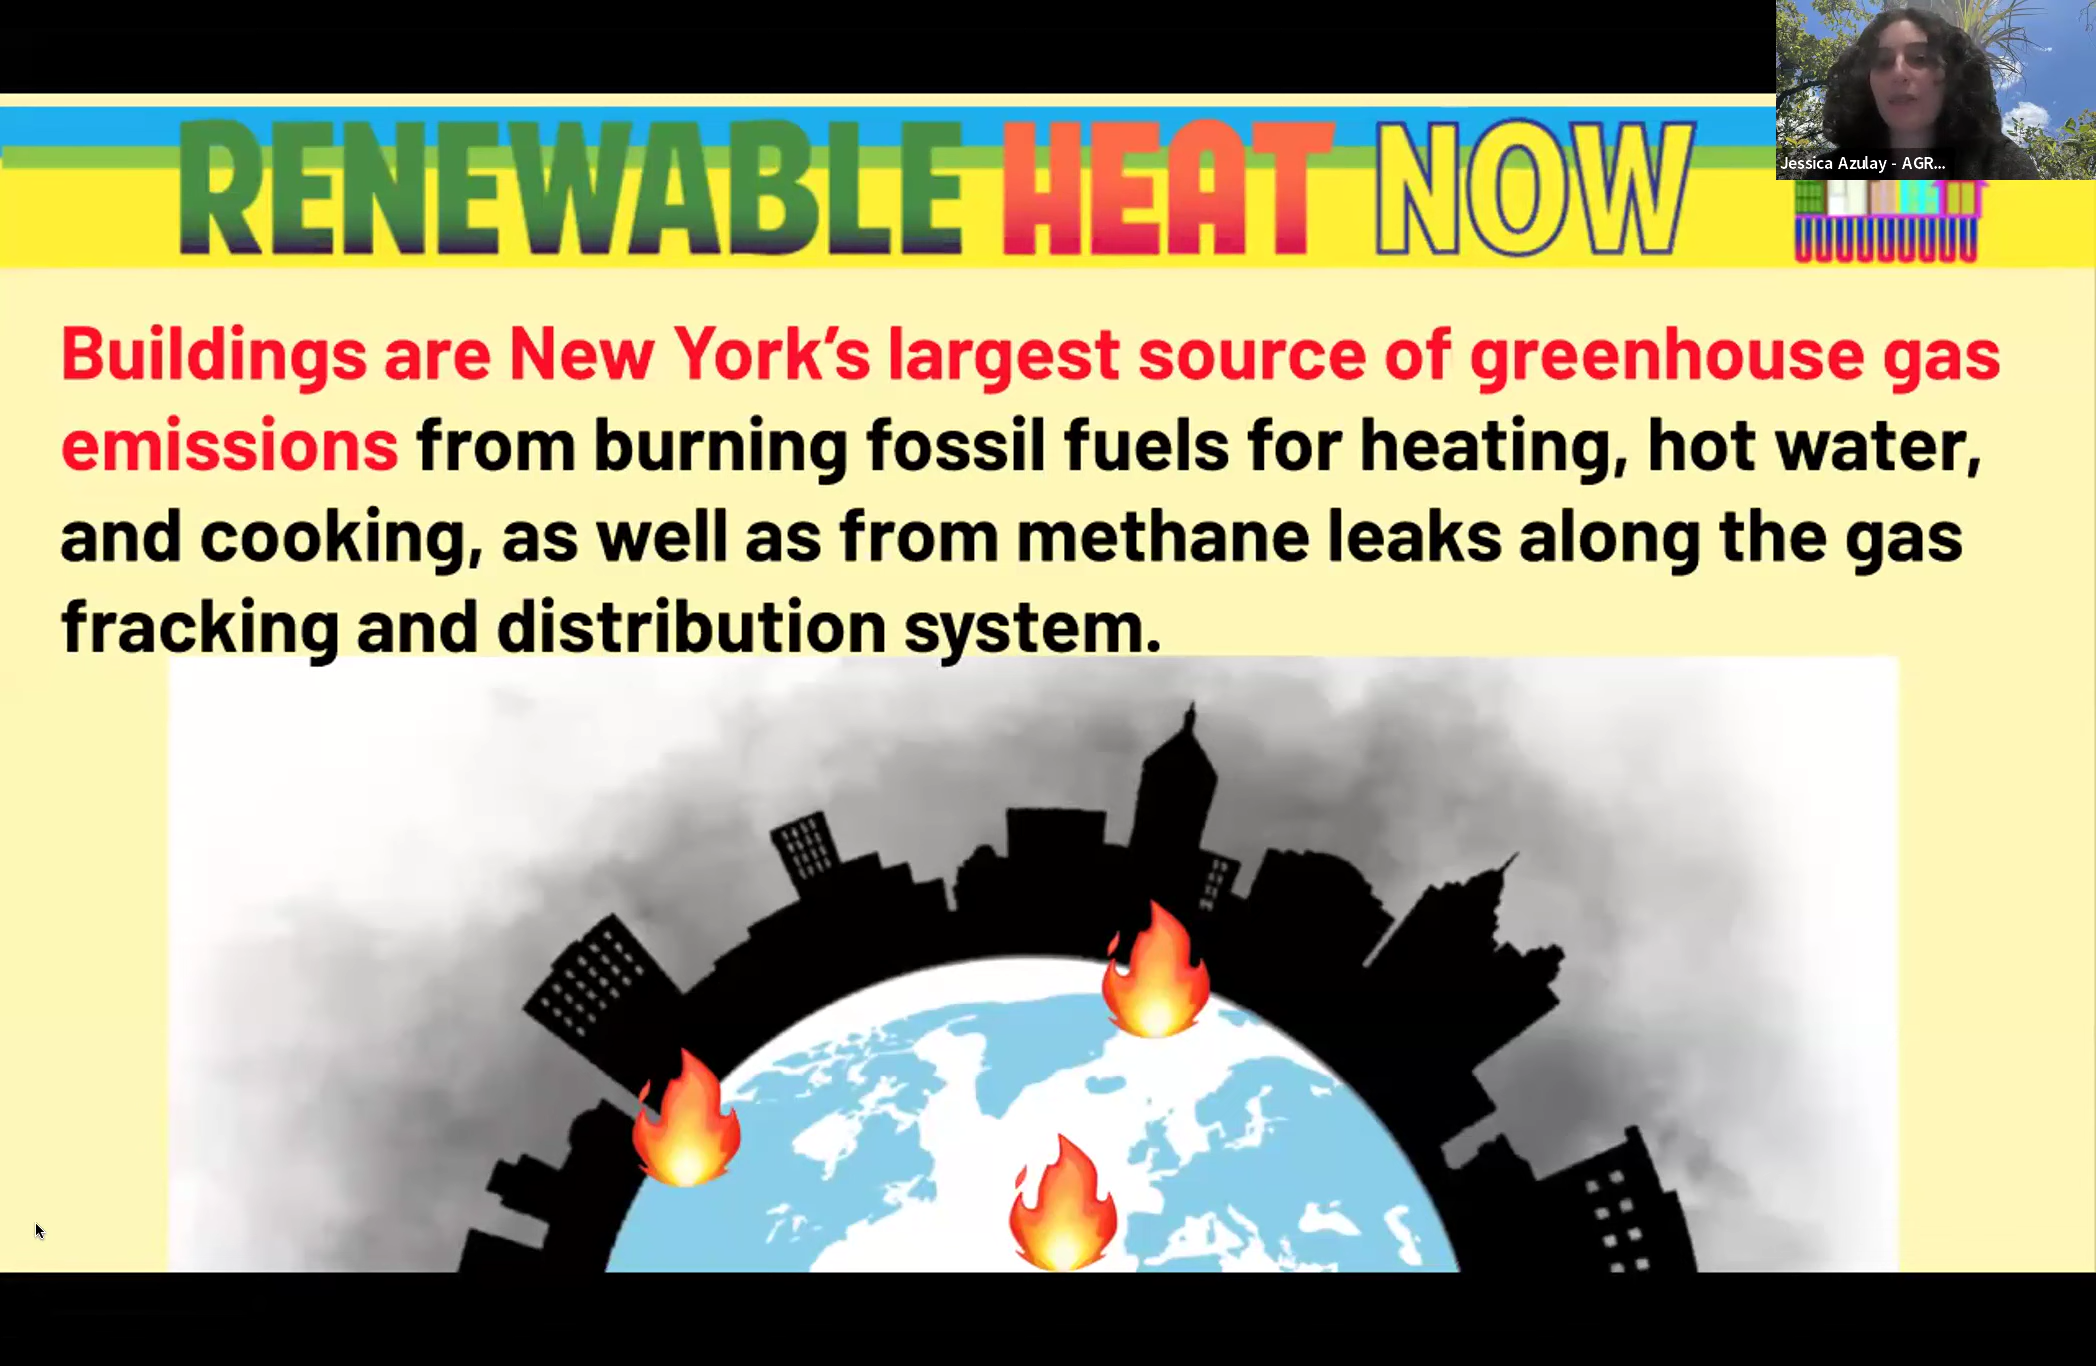 Jessica Azulay - AGR...
RENEWABLE HEAT NOW
Buildings are New York’s largest source of greenhouse gas
emissions from burning fossil fuels for heating, hot water,
and cooking, as well as from methane leaks along the gas
fracking and distribution system.